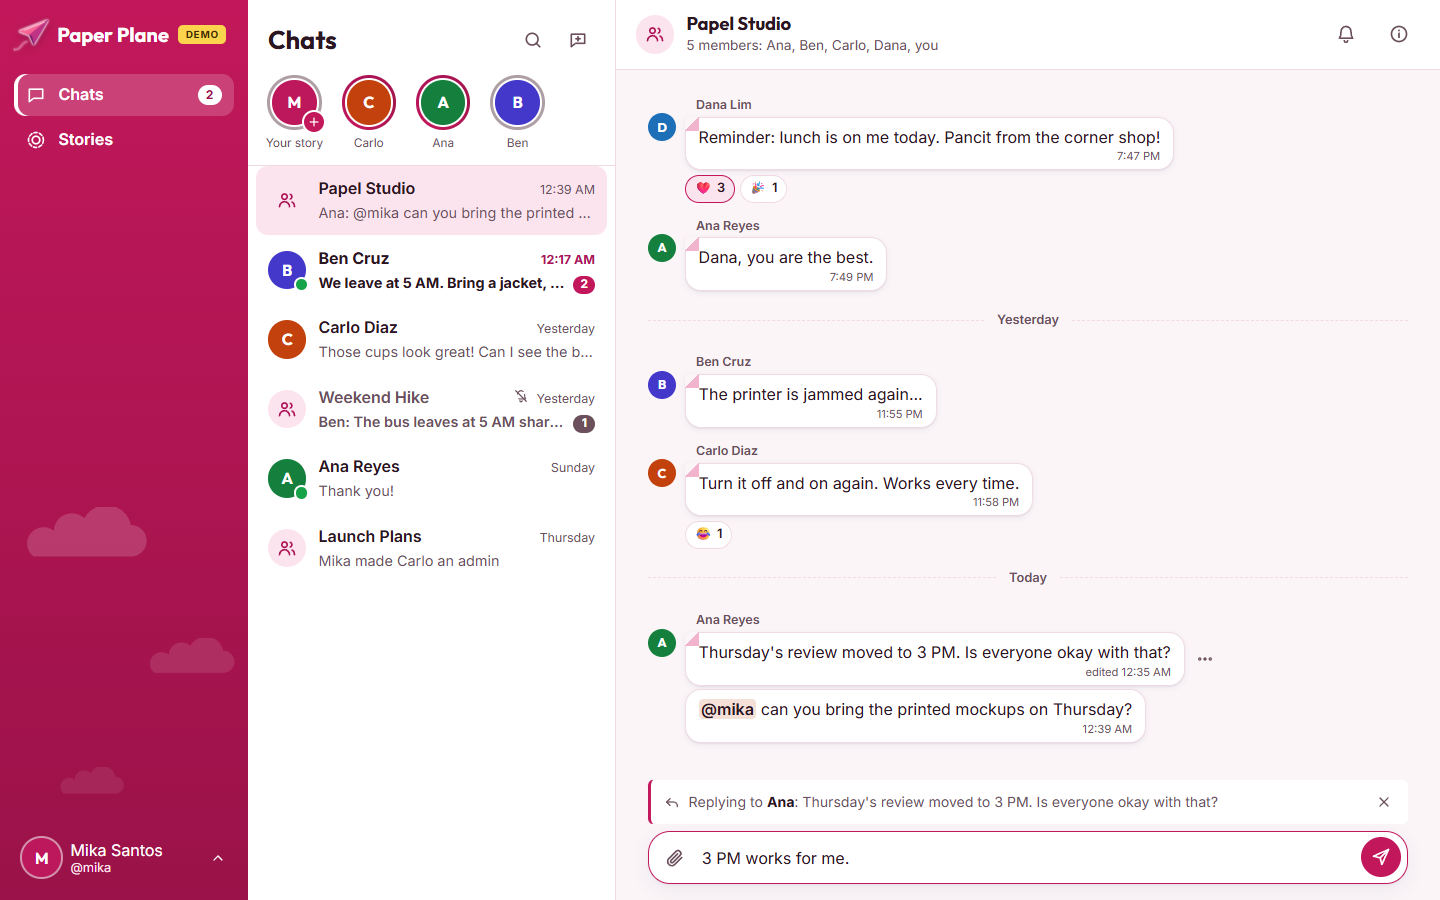 Paper Plane DEMO
Chats 2
Stories
M Mika Santos
@mika
Chats
M
C
A
B
Your story
Carlo
Ana
Ben
Papel Studio 12:39 AM
Ana: @mika can you bring the printed ...
B Ben Cruz 12:17 AM
We leave at 5 AM. Bring a jacket, ... 2
C Carlo Diaz Yesterday
Those cups look great! Can I see the b...
Weekend Hike Yesterday
Ben: The bus leaves at 5 AM shar... 1
A Ana Reyes Sunday
Thank you!
Launch Plans Thursday
Mika made Carlo an admin
Papel Studio
5 members: Ana, Ben, Carlo, Dana, you
Dana Lim
D Reminder: lunch is on me today. Pancit from the corner shop!
7:47 PM
❤️ 3 🎉 1
Ana Reyes
A Dana, you are the best.
7:49 PM
Yesterday
Ben Cruz
B The printer is jammed again...
11:55 PM
Carlo Diaz
C Turn it off and on again. Works every time.
11:58 PM
😂 1
Today
Ana Reyes
A Thursday's review moved to 3 PM. Is everyone okay with that?
edited 12:35 AM
@mika can you bring the printed mockups on Thursday?
12:39 AM
Replying to Ana: Thursday's review moved to 3 PM. Is everyone okay with that?
3 PM works for me.